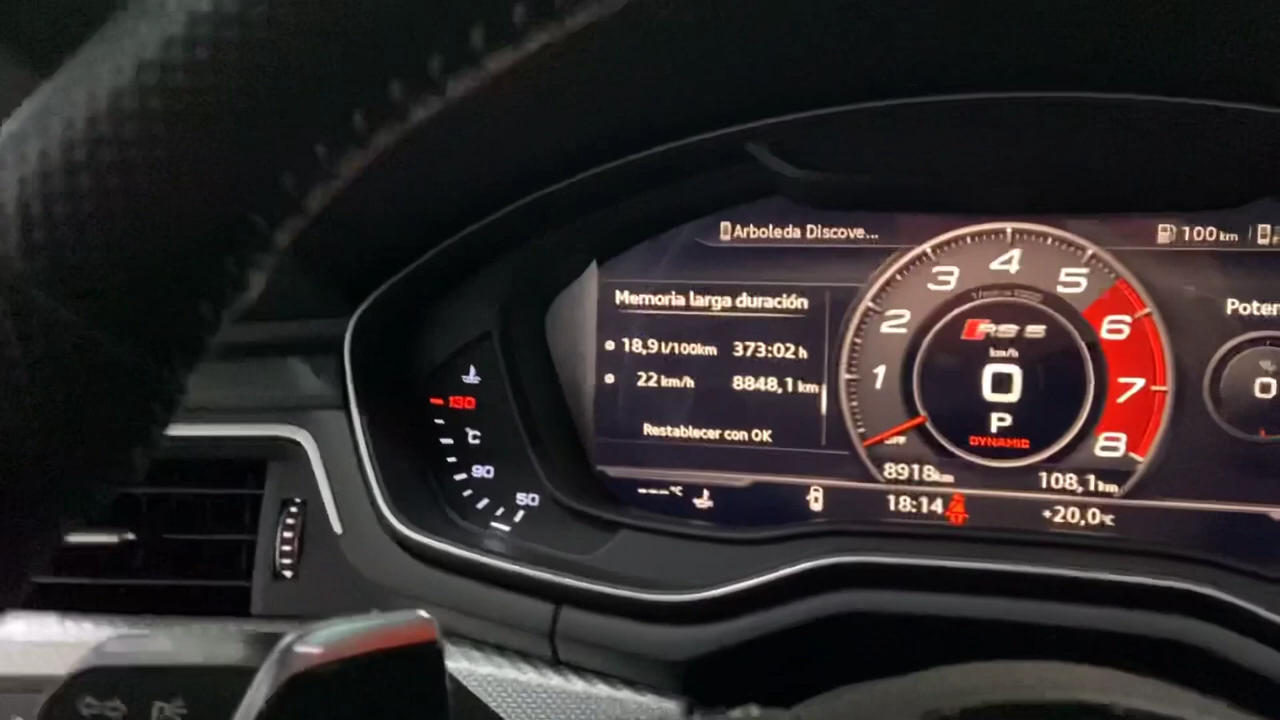 Arboleda Discove...
100 km
Memoria larga duración
18,9 l/100km 373:02 h
22 km/h 8848,1 km
Restablecer con OK
1 2 3 4 5 6 7 8
RS 5
km/h
0
P
DYNAMIC
OFF
8918 km 108,1 km
---°C
18:14
+20,0°C
Poten
0
130
°C
90
50